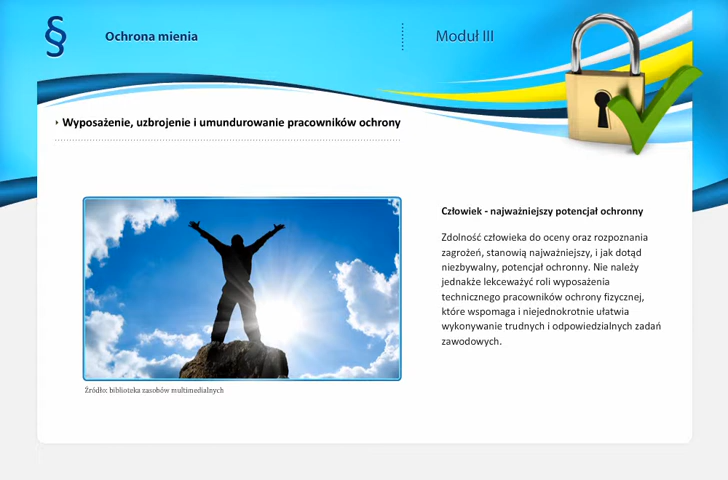 §
Ochrona mienia
Moduł III
Wyposażenie, uzbrojenie i umundurowanie pracowników ochrony
Człowiek - najważniejszy potencjał ochronny
Zdolność człowieka do oceny oraz rozpoznania
zagrożeń, stanowią najważniejszy, i jak dotąd
niezbywalny, potencjał ochronny. Nie należy
jednakże lekceważyć roli wyposażenia
technicznego pracowników ochrony fizycznej,
które wspomaga i niejednokrotnie ułatwia
wykonywanie trudnych i odpowiedzialnych zadań
zawodowych.
Źródło: biblioteka zasobów multimedialnych